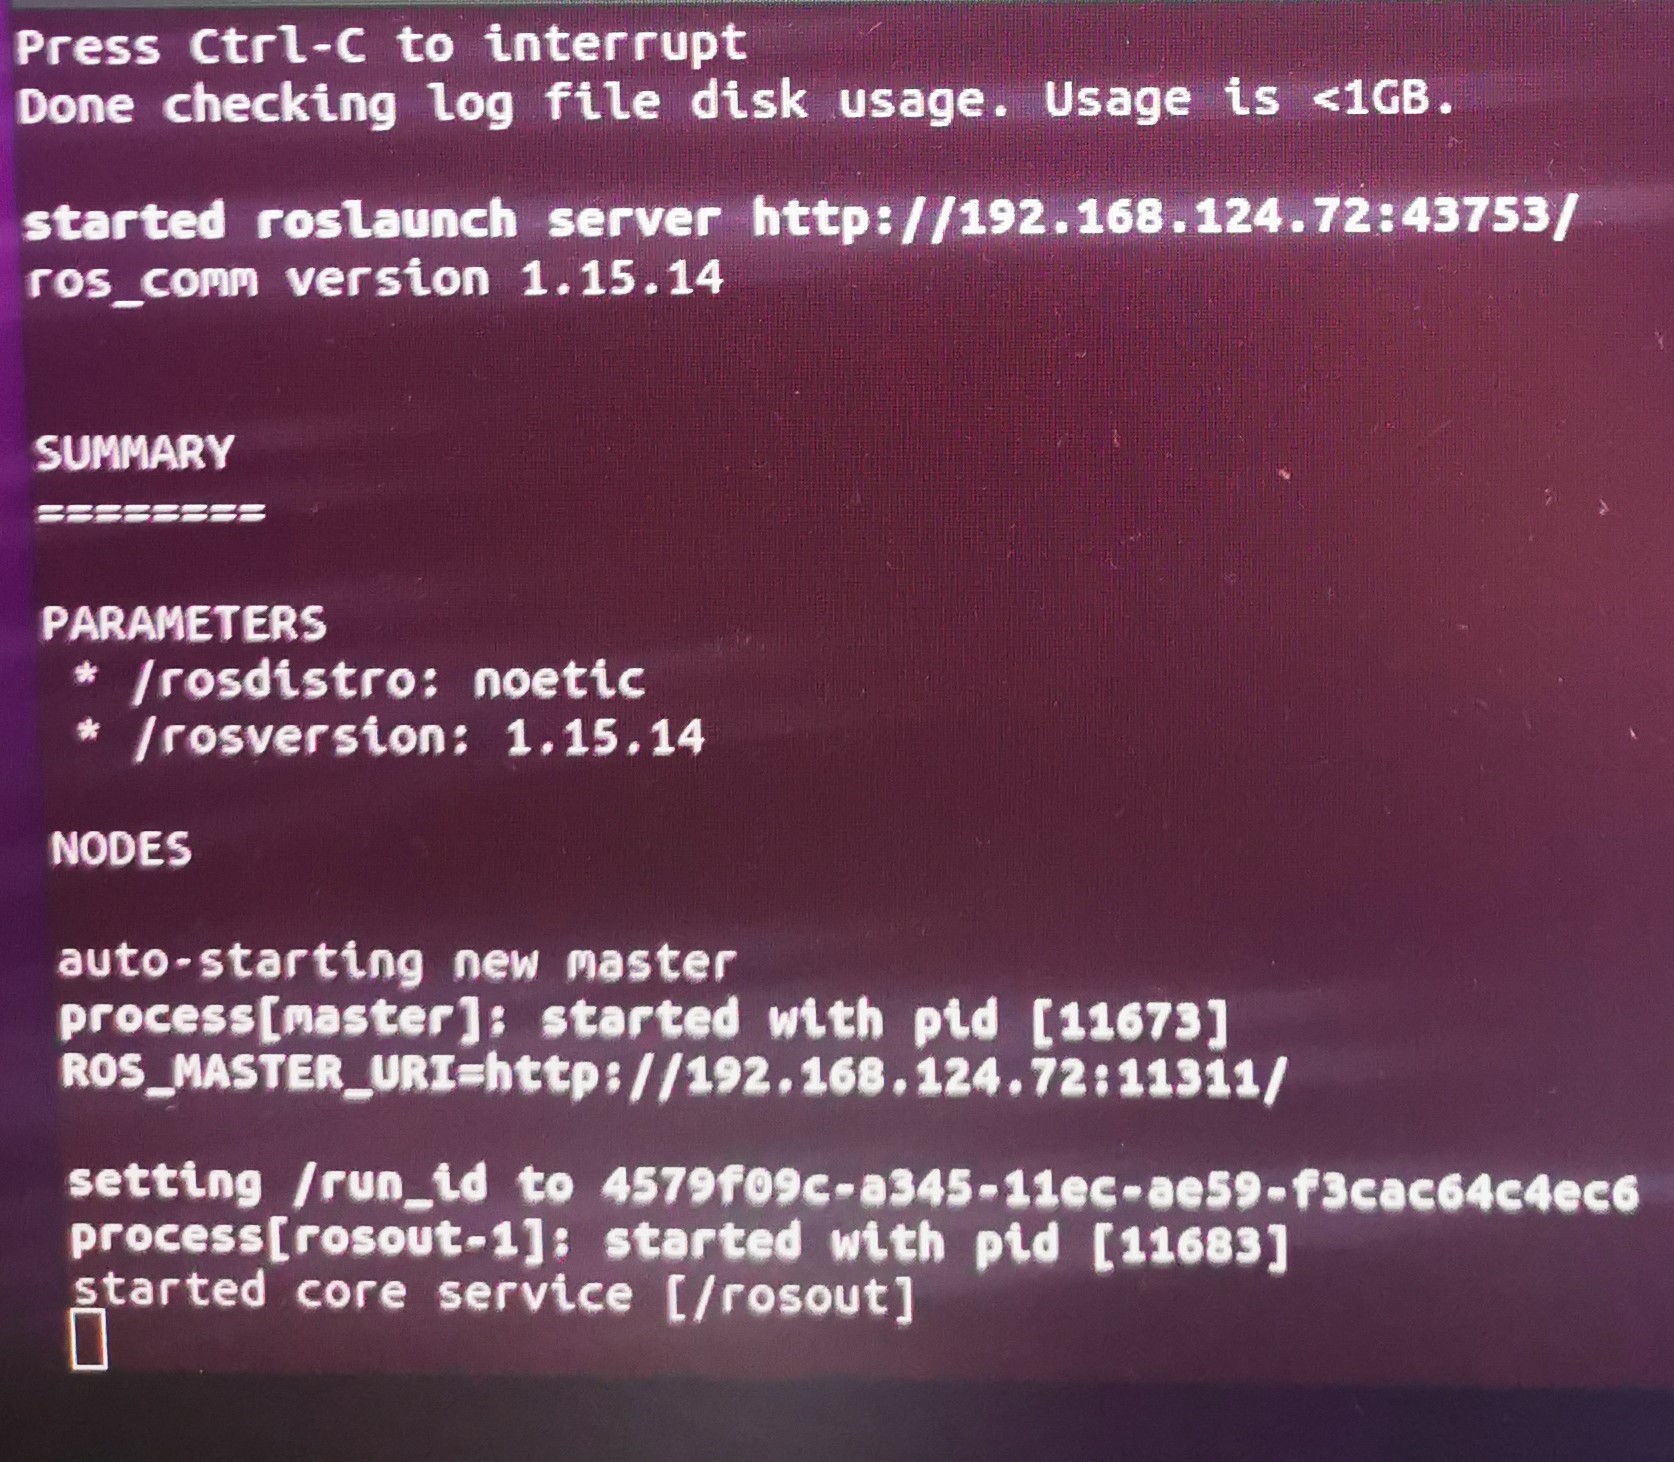 Press Ctrl-C to interrupt
Done checking log file disk usage. Usage is <1GB.
started roslaunch server http://192.168.124.72:43753/
ros_comm version 1.15.14
SUMMARY
========
PARAMETERS
* /rosdistro: noetic
* /rosversion: 1.15.14
NODES
auto-starting new master
process[master]: started with pid [11673]
ROS_MASTER_URI=http://192.168.124.72:11311/
setting /run_id to 4579f09c-a345-11ec-ae59-f3cac64c4ec6
process[rosout-1]: started with pid [11683]
started core service [/rosout]